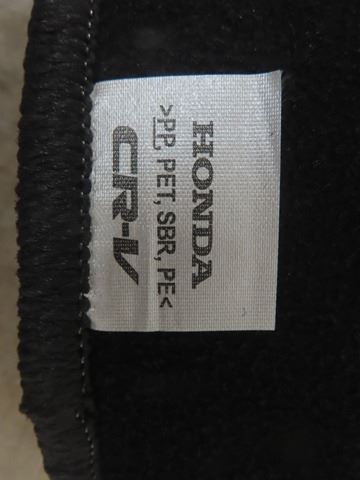 HONDA
>PP, PET, SBR, PE<
CR-V